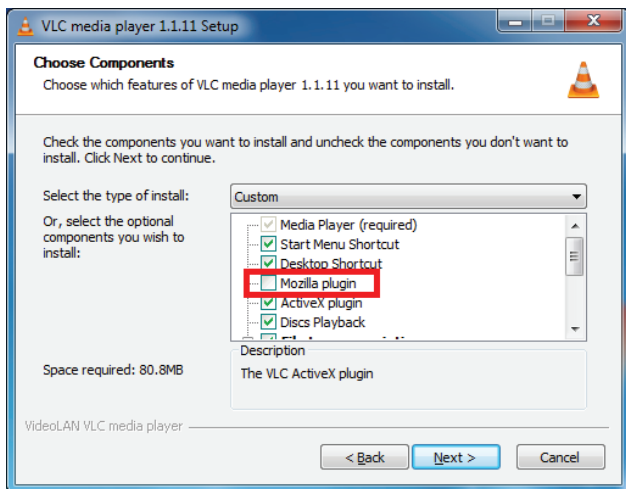 VLC media player 1.1.11 Setup
Choose Components
Choose which features of VLC media player 1.1.11 you want to install.
Check the components you want to install and uncheck the components you don't want to
install. Click Next to continue.
Select the type of install:
Custom
Or, select the optional
components you wish to
install:
Media Player (required)
Start Menu Shortcut
Desktop Shortcut
Mozilla plugin
ActiveX plugin
Discs Playback
Description
Space required: 80.8MB
The VLC ActiveX plugin
VideoLAN VLC media player
< Back
Next >
Cancel